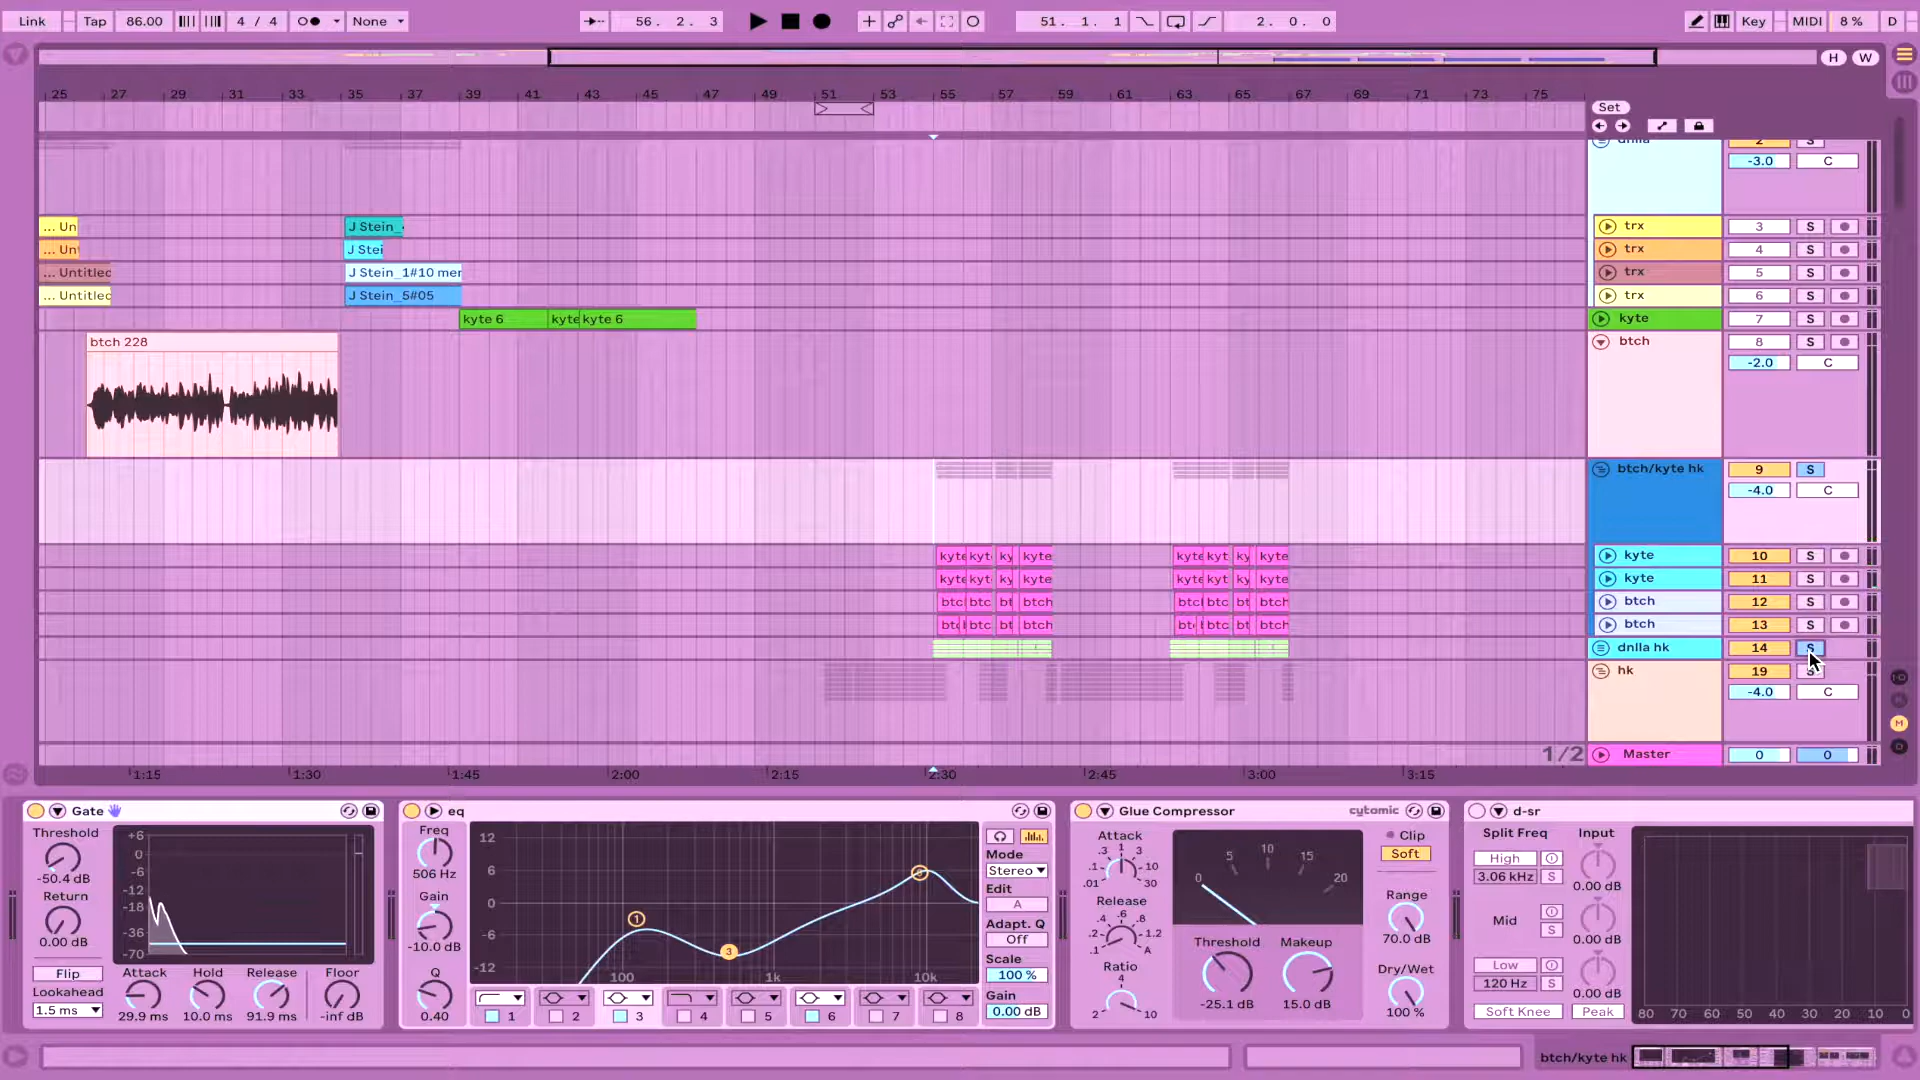 Link Tap 86.00 4 / 4 None 56. 2. 3 51. 1. 1 2. 0. 0 Key MIDI 8 % D
H W
25 27 29 31 33 35 37 39 41 43 45 47 49 51 53 55 57 59 61 63 65 67 69 71 73 75
Set
dnlla 2 S
-3.0 C
... Un J Stein_ trx 3 S
... Un J Stei trx 4 S
... Untitled J Stein_1#10 mer trx 5 S
... Untitled J Stein_5#05 trx 6 S
kyte 6 kyte kyte 6 kyte 7 S
btch 228 btch 8 S
-2.0 C
btch/kyte hk 9 S
-4.0 C
kyte kyt ky kyte kyte kyt ky kyte kyte 10 S
kyte kyt ky kyte kyte kyt ky kyte kyte 11 S
btc btc bt btch btc btc bt btch btch 12 S
btc btc bt btch bt btc bt btch btch 13 S
dnlla hk 14 S
hk 19 S
-4.0 C
1/2 Master 0 0
1:15 1:30 1:45 2:00 2:15 2:30 2:45 3:00 3:15
Gate
Threshold
-50.4 dB
Return
0.00 dB
Flip
Lookahead
1.5 ms
+6
0
-6
-12
-18
-36
-70
Attack Hold Release Floor
29.9 ms 10.0 ms 91.9 ms -inf dB
eq
Freq
506 Hz
Gain
-10.0 dB
Q
0.40
12
6
0
-6
-12
100 1k 10k
1 3 6
1 2 3 4 5 6 7 8
Mode
Stereo
Edit
A
Adapt. Q
Off
Scale
100 %
Gain
0.00 dB
Glue Compressor cytomic
Attack
.01 .1 .3 1 3 10 30
Release
.1 .2 .4 .6 .8 1.2 A
Ratio
2 4 10
0 5 10 15 20
Threshold Makeup
-25.1 dB 15.0 dB
Clip
Soft
Range
70.0 dB
Dry/Wet
100 %
d-sr
Split Freq Input
High
3.06 kHz S 0.00 dB
Mid S 0.00 dB
Low
120 Hz S 0.00 dB
Soft Knee Peak
80 70 60 50 40 30 20 10 0
btch/kyte hk